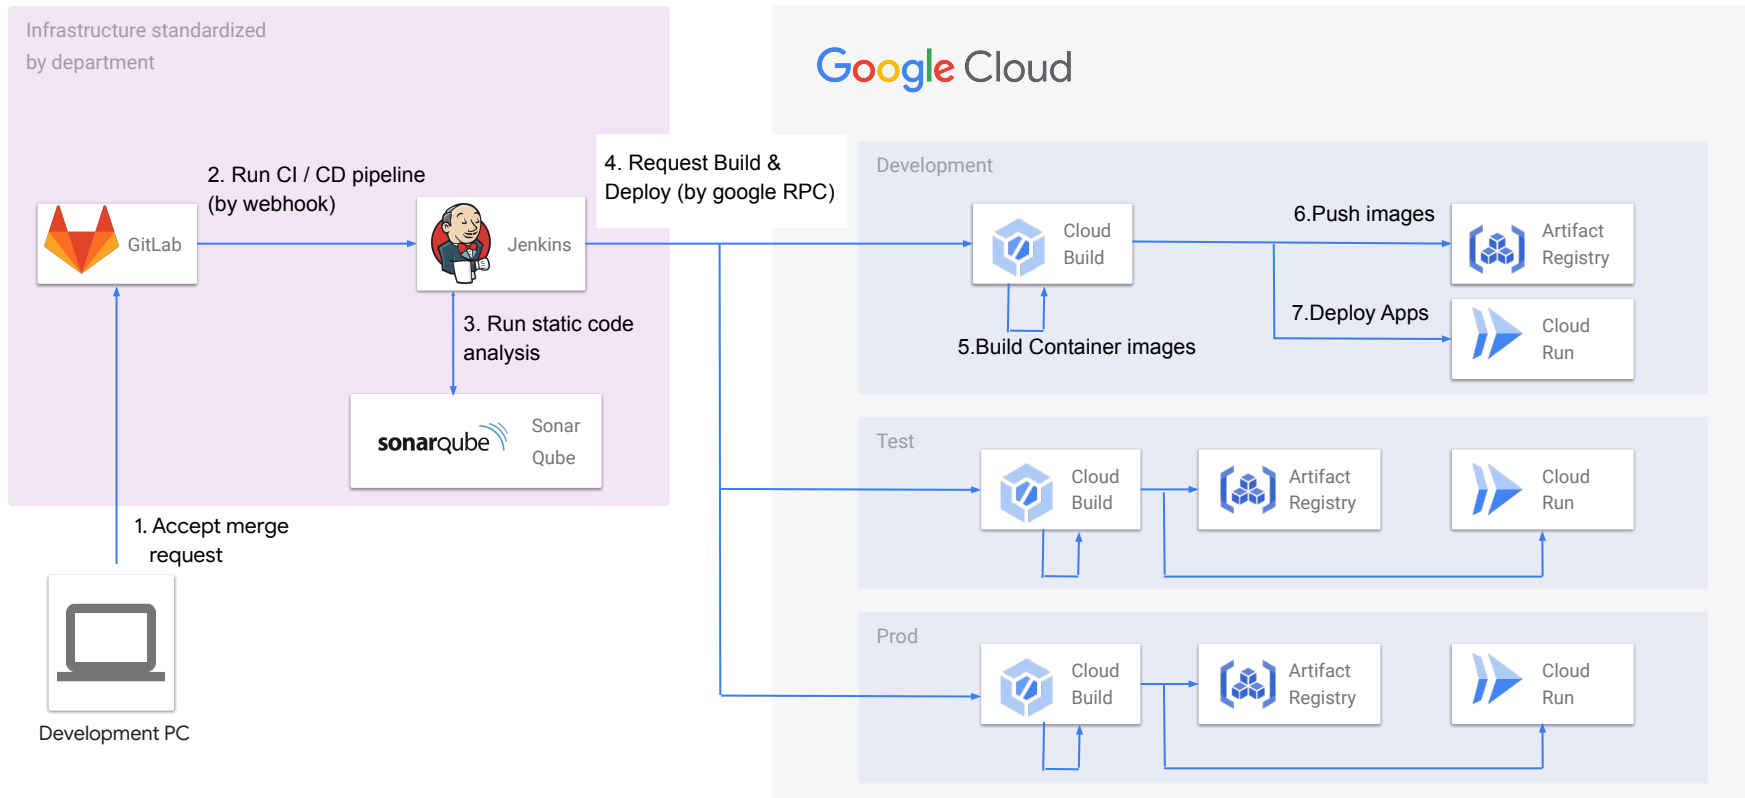 Infrastructure standardized
by department
Google Cloud
4. Request Build &
Deploy (by google RPC)
2. Run CI / CD pipeline
(by webhook)
GitLab
Jenkins
3. Run static code
analysis
sonarqube
Sonar
Qube
1. Accept merge
request
Development PC
Development
Cloud
Build
5.Build Container images
6.Push images
Artifact
Registry
7.Deploy Apps
Cloud
Run
Test
Cloud
Build
Artifact
Registry
Cloud
Run
Prod
Cloud
Build
Artifact
Registry
Cloud
Run